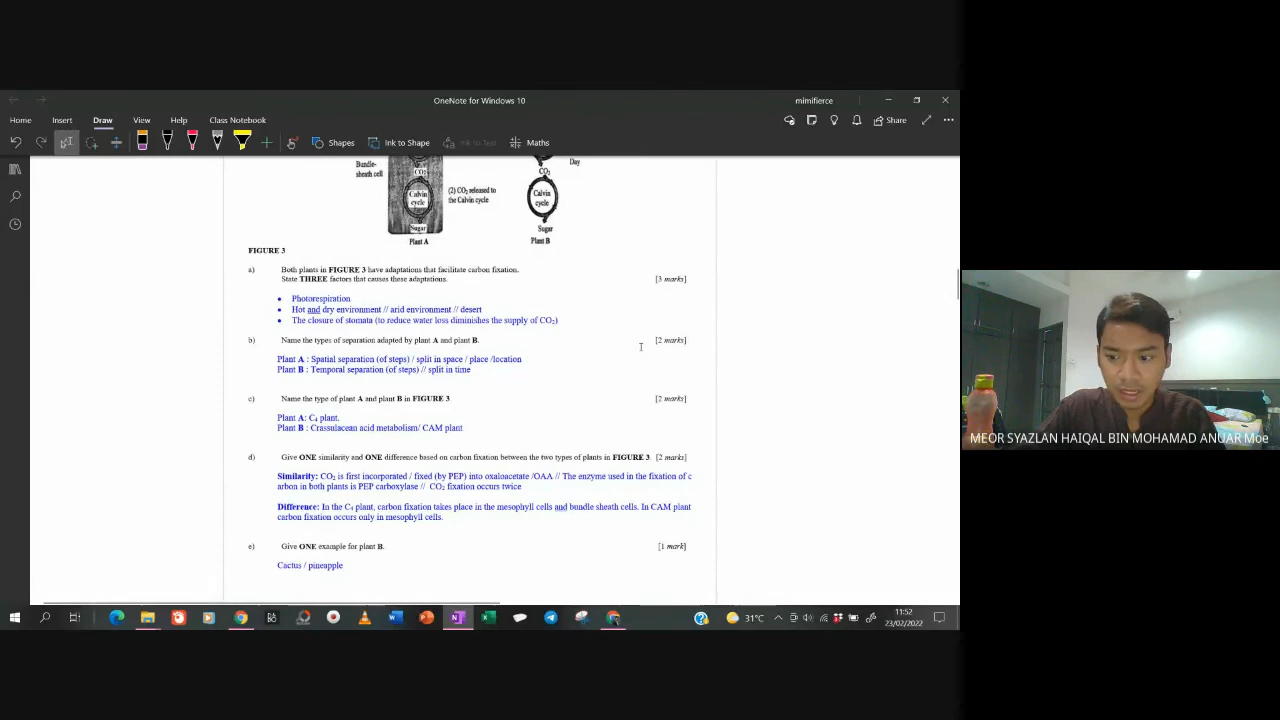 OneNote for Windows 10
mimifierce
Home Insert Draw View Help Class Notebook
Share
Shapes Ink to Shape Ink to Text Maths
Bundle-
sheath cell
CO₂
Calvin
cycle
Sugar
Plant A
(2) CO₂ released to
the Calvin cycle
Day
CO₂
Calvin
cycle
Sugar
Plant B
FIGURE 3
a) Both plants in FIGURE 3 have adaptations that facilitate carbon fixation.
State THREE factors that causes these adaptations. [3 marks]
• Photorespiration
• Hot and dry environment // arid environment // desert
• The closure of stomata (to reduce water loss diminishes the supply of CO₂)
b) Name the types of separation adapted by plant A and plant B. [2 marks]
Plant A : Spatial separation (of steps) / split in space / place /location
Plant B : Temporal separation (of steps) // split in time
c) Name the type of plant A and plant B in FIGURE 3 [2 marks]
Plant A: C₄ plant.
Plant B : Crassulacean acid metabolism/ CAM plant
d) Give ONE similarity and ONE difference based on carbon fixation between the two types of plants in FIGURE 3. [2 marks]
Similarity: CO₂ is first incorporated / fixed (by PEP) into oxaloacetate /OAA // The enzyme used in the fixation of c
arbon in both plants is PEP carboxylase // CO₂ fixation occurs twice
Difference: In the C₄ plant, carbon fixation takes place in the mesophyll cells and bundle sheath cells. In CAM plant
carbon fixation occurs only in mesophyll cells.
e) Give ONE example for plant B. [1 mark]
Cactus / pineapple
MEOR SYAZLAN HAIQAL BIN MOHAMAD ANUAR Moe
31°C
11:52
23/02/2022